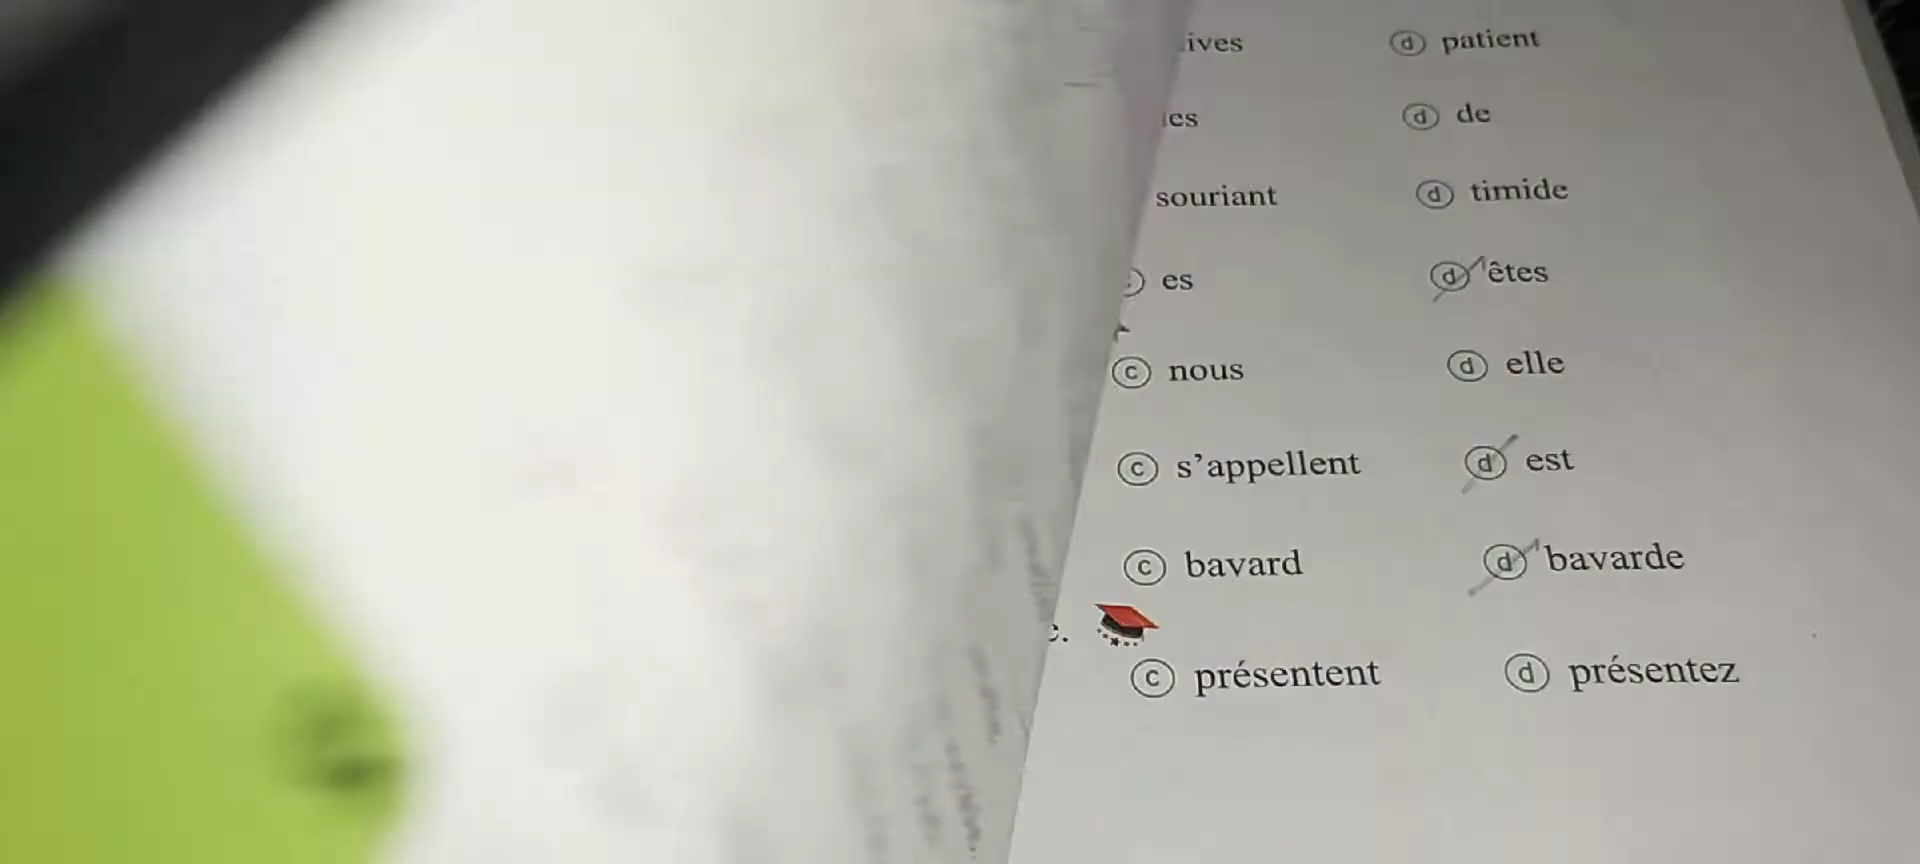 ives ⓓ patient
es ⓓ de
souriant ⓓ timide
es ⓓ êtes
ⓒ nous ⓓ elle
ⓒ s’appellent ⓓ est
ⓒ bavard ⓓ bavarde
ⓒ présentent ⓓ présentez